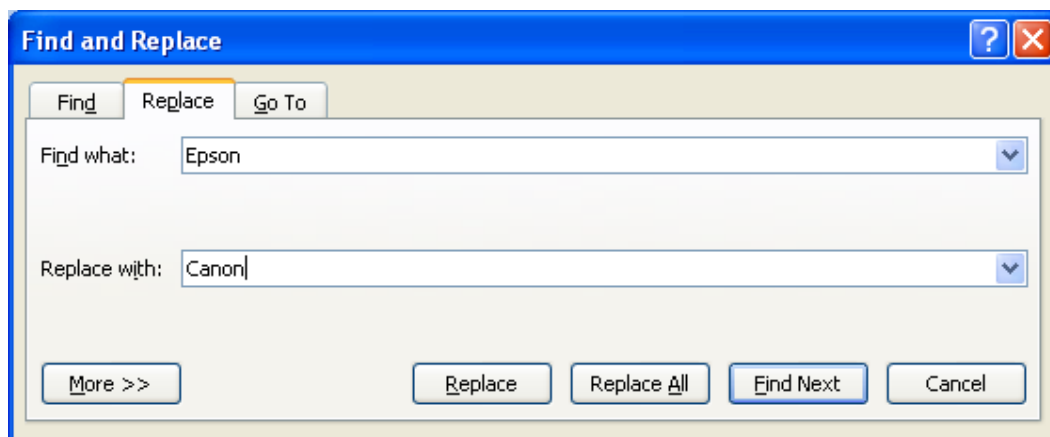 Find and Replace
Find Replace Go To
Find what: Epson
Replace with: Canon
More >> Replace Replace All Find Next Cancel